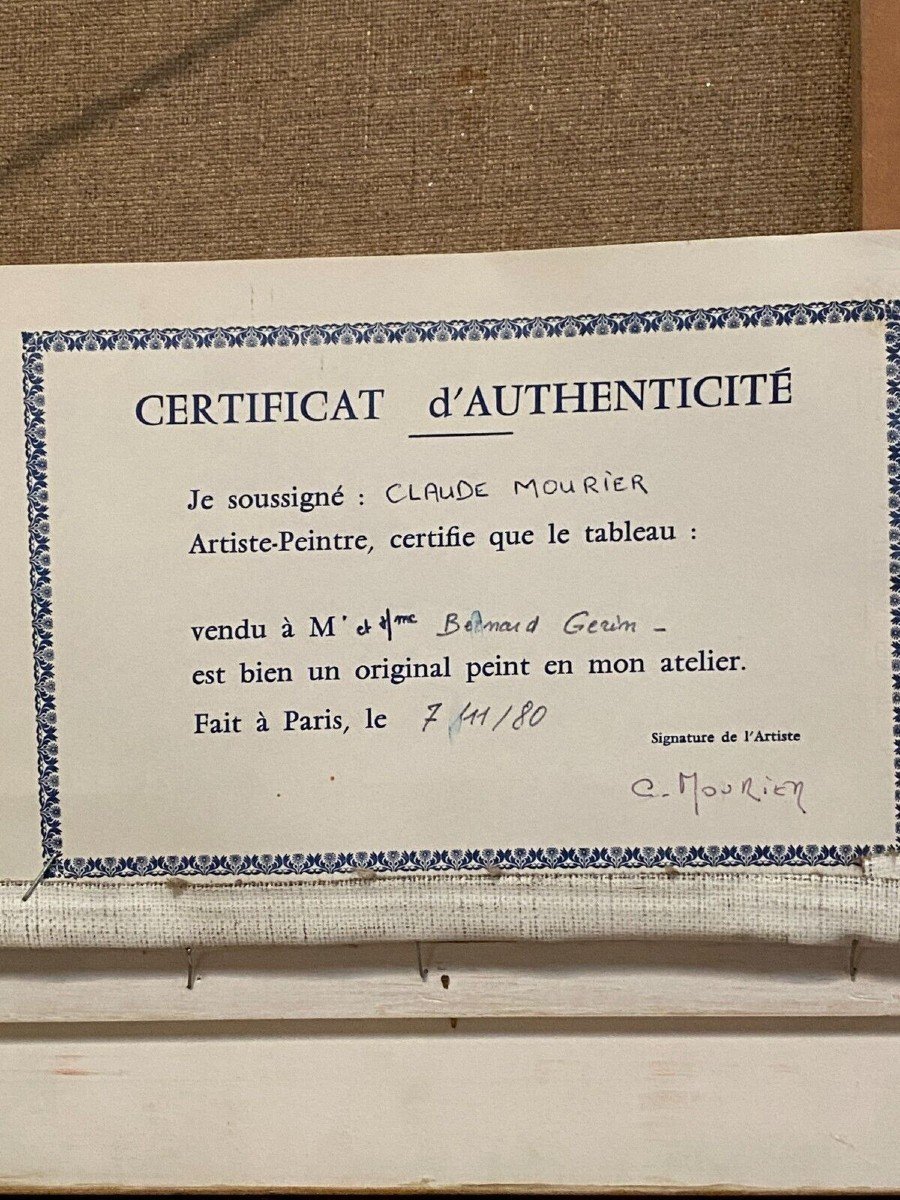 CERTIFICAT d'AUTHENTICITÉ
Je soussigné : CLAUDE MOURIER
Artiste-Peintre, certifie que le tableau :
vendu à M' et Mme Bernard Gerin -
est bien un original peint en mon atelier.
Fait à Paris, le 7/11/80
Signature de l'Artiste
C. MOURIER